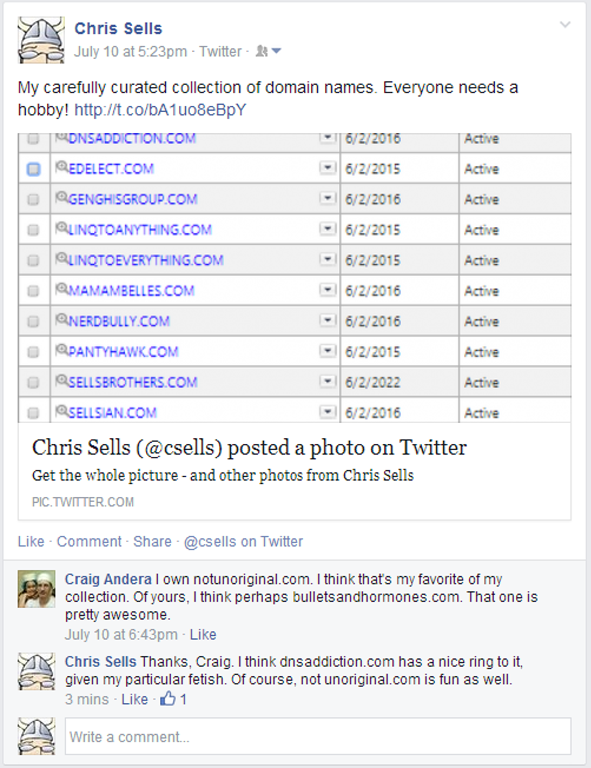 Chris Sells
July 10 at 5:23pm · Twitter ·
My carefully curated collection of domain names. Everyone needs a
hobby! http://t.co/bA1uo8eBpY
DNSADDICTION.COM 6/2/2016 Active
EDELECT.COM 6/2/2015 Active
GENGHISGROUP.COM 6/2/2016 Active
LINQTOANYTHING.COM 6/2/2015 Active
LINQTOEVERYTHING.COM 6/2/2015 Active
MAMAMBELLES.COM 6/2/2016 Active
NERDBULLY.COM 6/2/2016 Active
PANTYHAWK.COM 6/2/2015 Active
SELLSBROTHERS.COM 6/2/2022 Active
SELLSIAN.COM 6/2/2016 Active
Chris Sells (@csells) posted a photo on Twitter
Get the whole picture - and other photos from Chris Sells
PIC.TWITTER.COM
Like · Comment · Share · @csells on Twitter
Craig Andera I own notunoriginal.com. I think that's my favorite of my
collection. Of yours, I think perhaps bulletsandhormones.com. That one is
pretty awesome.
July 10 at 6:43pm · Like
Chris Sells Thanks, Craig. I think dnsaddiction.com has a nice ring to it,
given my particular fetish. Of course, not unoriginal.com is fun as well.
3 mins · Like · 1
Write a comment...